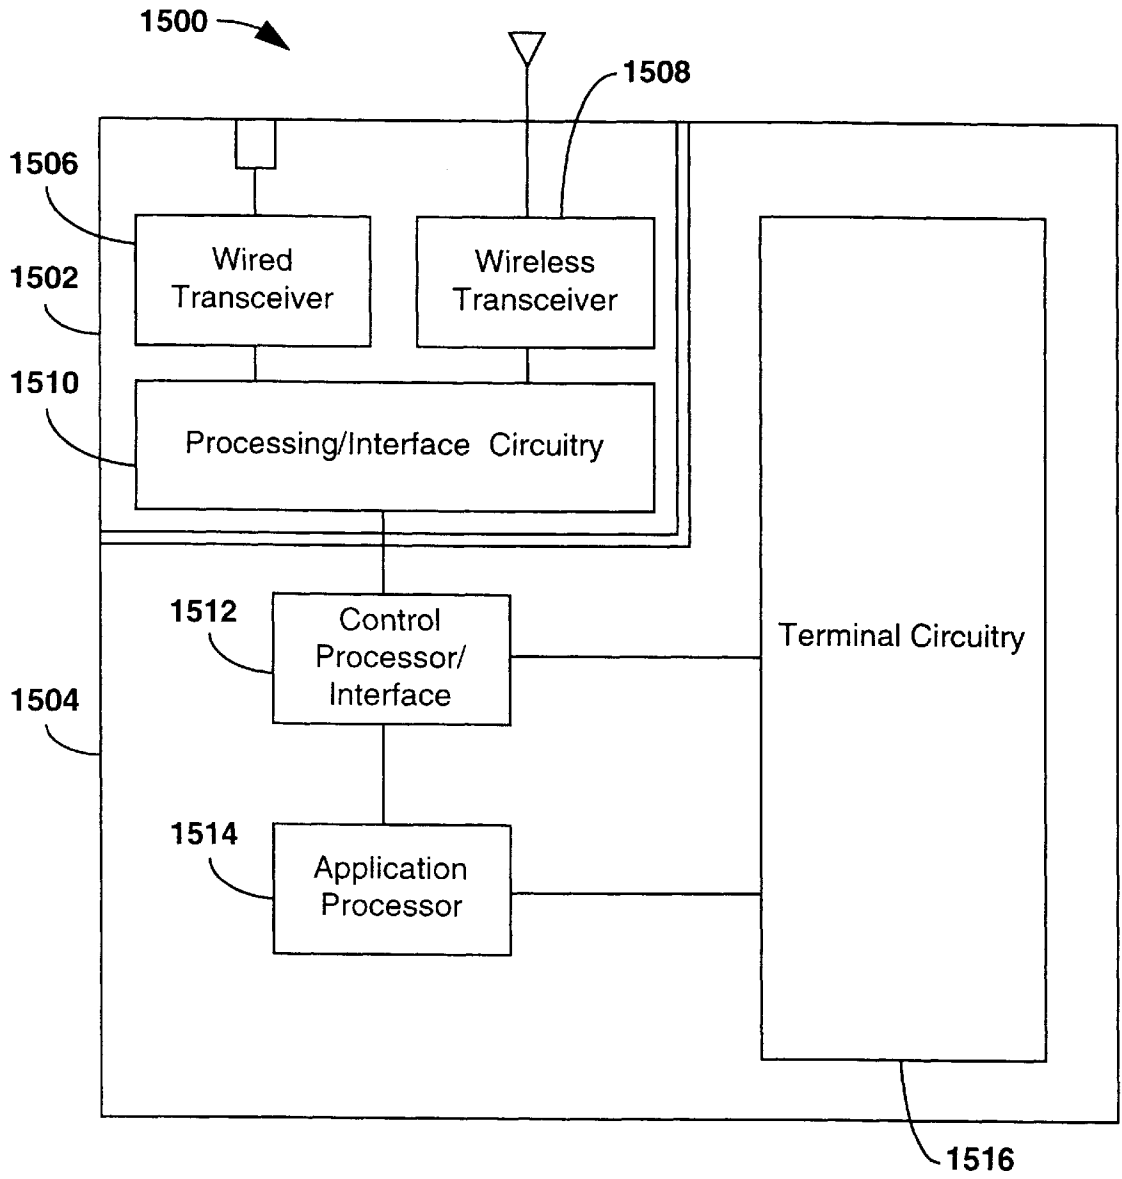 1500
1508
1506
Wired
Transceiver
Wireless
Transceiver
1502
1510
Processing/Interface Circuitry
1512
Control
Processor/
Interface
Terminal Circuitry
1504
1514
Application
Processor
1516